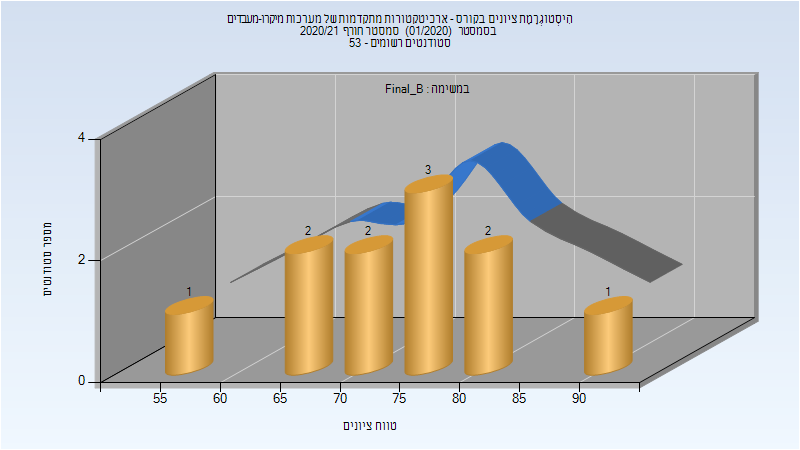 היסטוגרמת ציונים בקורס - ארכיטקטורות מתקדמות של מערכות מיקרו-מעבדים
בסמסטר (01/2020) סמסטר חורף 2020/21
סטודנטים רשומים - 53
במשימה : Final_B
4
2
0
מספר סטודנטים
1
2
2
3
2
1
55
60
65
70
75
80
85
90
טווח ציונים